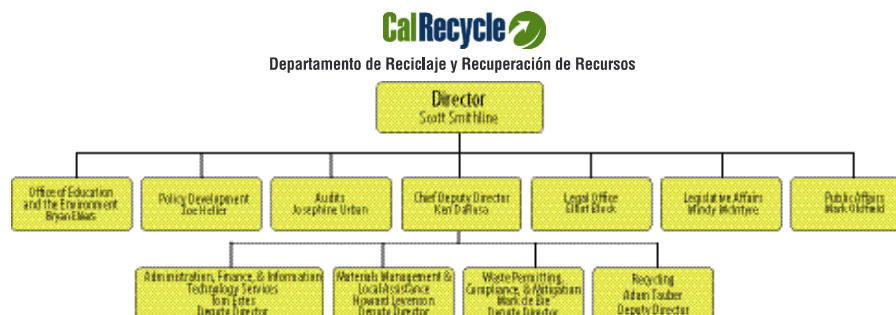 CalRecycle
Departamento de Reciclaje y Recuperación de Recursos
Director
Scott Smithline
Office of Education
and the Environment
Bryan Ehlers
Policy Development
Zoe Heller
Audits
Josephine Urban
Chief Deputy Director
Ken DaRosa
Legal Office
Elliot Block
Legislative Affairs
Mindy McIntyre
Public Affairs
Mark Oldfield
Administration, Finance, & Information
Technology Services
Tom Estes
Deputy Director
Materials Management &
Local Assistance
Howard Levenson
Deputy Director
Waste Permitting,
Compliance, & Mitigation
Mark de Bie
Deputy Director
Recycling
Adam Tauber
Deputy Director